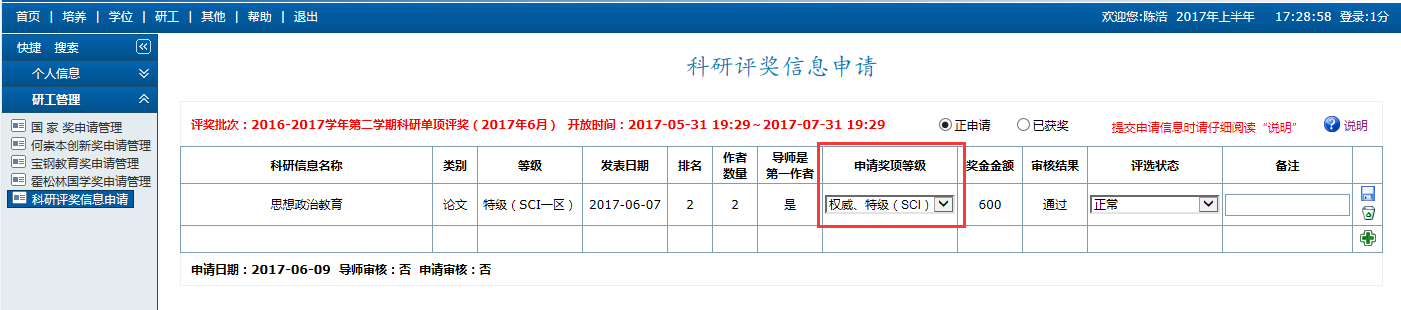 首页 | 培养 | 学位 | 研工 | 其他 | 帮助 | 退出
欢迎您:陈浩 2017年上半年 17:28:58 登录:1分
快捷 搜索
个人信息
研工管理
国 家 奖申请管理
何崇本创新奖申请管理
宝钢教育奖申请管理
霍松林国学奖申请管理
科研评奖信息申请
科研评奖信息申请
评奖批次：2016-2017学年第二学期科研单项评奖（2017年6月） 开放时间：2017-05-31 19:29～2017-07-31 19:29 正申请 已获奖 提交申请信息时请仔细阅读“说明” 说明
科研信息名称 类别 等级 发表日期 排名 作者数量 导师是第一作者 申请奖项等级 奖金金额 审核结果 评选状态 备注
思想政治教育 论文 特级（SCI一区） 2017-06-07 2 2 是 权威、特级（SCI） 600 通过 正常
申请日期：2017-06-09 导师审核：否 申请审核：否